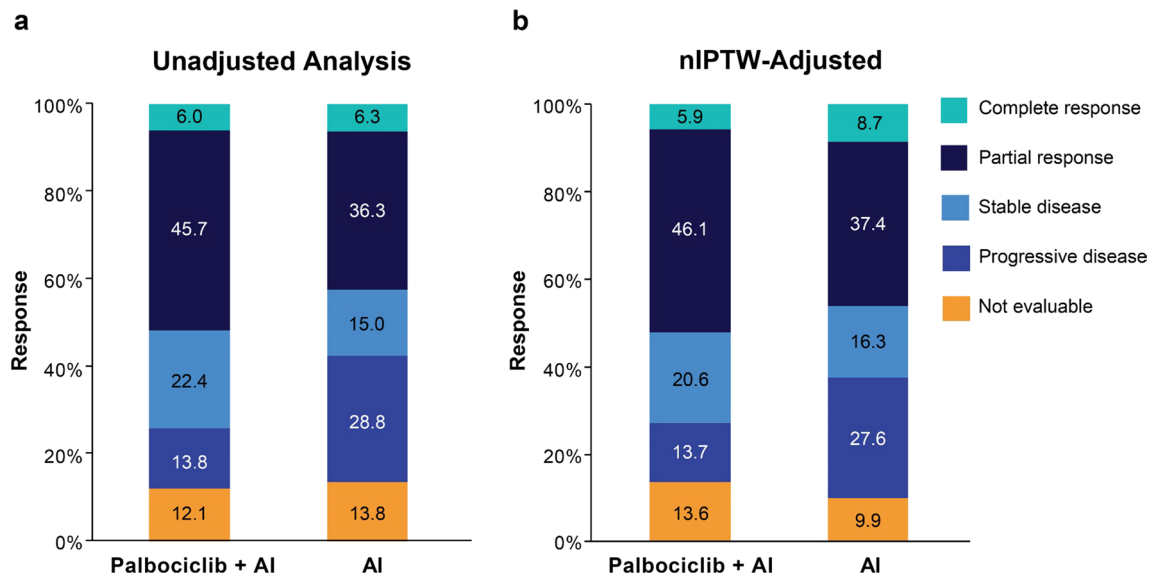 a
Unadjusted Analysis
Response
100%
80%
60%
40%
20%
0%
6.0
45.7
22.4
13.8
12.1
6.3
36.3
15.0
28.8
13.8
Palbociclib + AI
AI
b
nIPTW-Adjusted
Response
100%
80%
60%
40%
20%
0%
5.9
46.1
20.6
13.7
13.6
8.7
37.4
16.3
27.6
9.9
Palbociclib + AI
AI
Complete response
Partial response
Stable disease
Progressive disease
Not evaluable